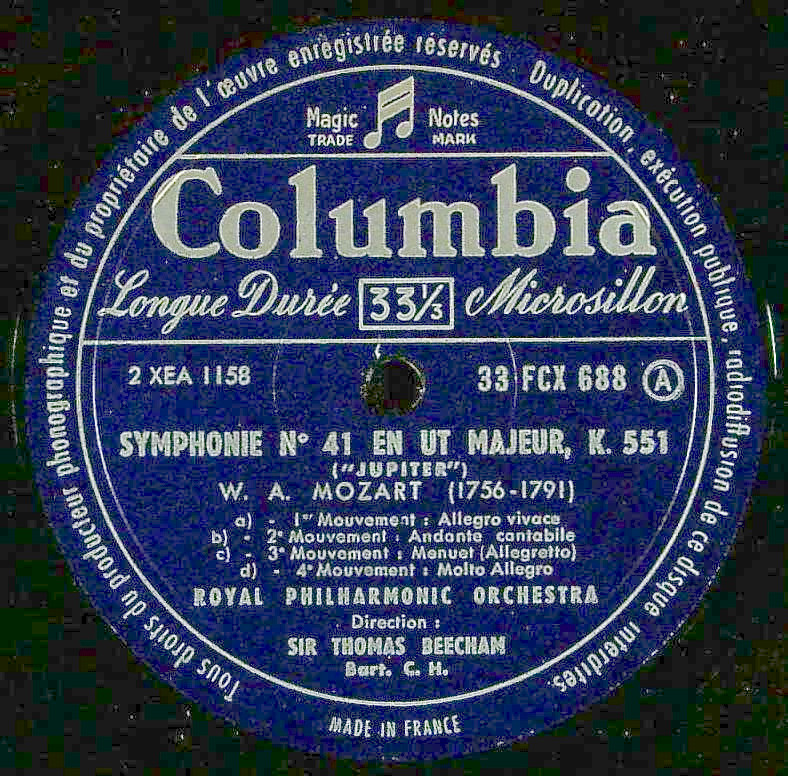 Tous droits du producteur phonographique et du propriétaire de l'œuvre enregistrée réservés. Duplication, exécution publique, radiodiffusion de ce disque interdites.
Magic Notes
TRADE MARK
Columbia
Longue Durée 33⅓ Microsillon
2 XEA 1158 33 FCX 688 A
SYMPHONIE N° 41 EN UT MAJEUR, K. 551
("JUPITER")
W. A. MOZART (1756-1791)
a) - 1er Mouvement : Allegro vivace
b) - 2e Mouvement : Andante cantabile
c) - 3e Mouvement : Menuet (Allegretto)
d) - 4e Mouvement : Molto Allegro
ROYAL PHILHARMONIC ORCHESTRA
Direction :
SIR THOMAS BEECHAM
Bart. C. H.
MADE IN FRANCE